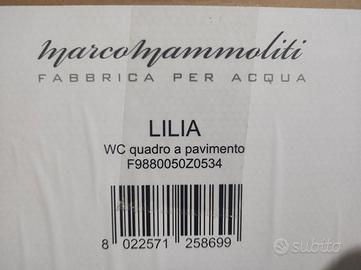 marcomammoliti
FABBRICA PER ACQUA
LILIA
WC quadro a pavimento
F9880050Z0534
8 022571 258699
subito